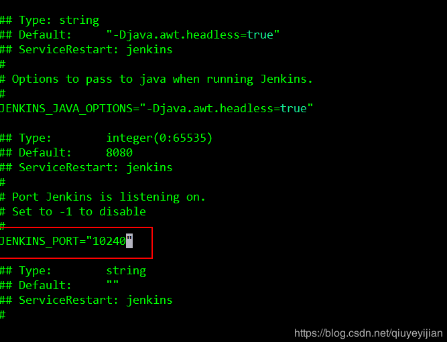 ## Type: string
## Default: "-Djava.awt.headless=true"
## ServiceRestart: jenkins
#
# Options to pass to java when running Jenkins.
#
JENKINS_JAVA_OPTIONS="-Djava.awt.headless=true"
## Type: integer(0:65535)
## Default: 8080
## ServiceRestart: jenkins
#
# Port Jenkins is listening on.
# Set to -1 to disable
#
JENKINS_PORT="10240"
## Type: string
## Default: ""
## ServiceRestart: jenkins
#
https://blog.csdn.net/qiuyeyijian